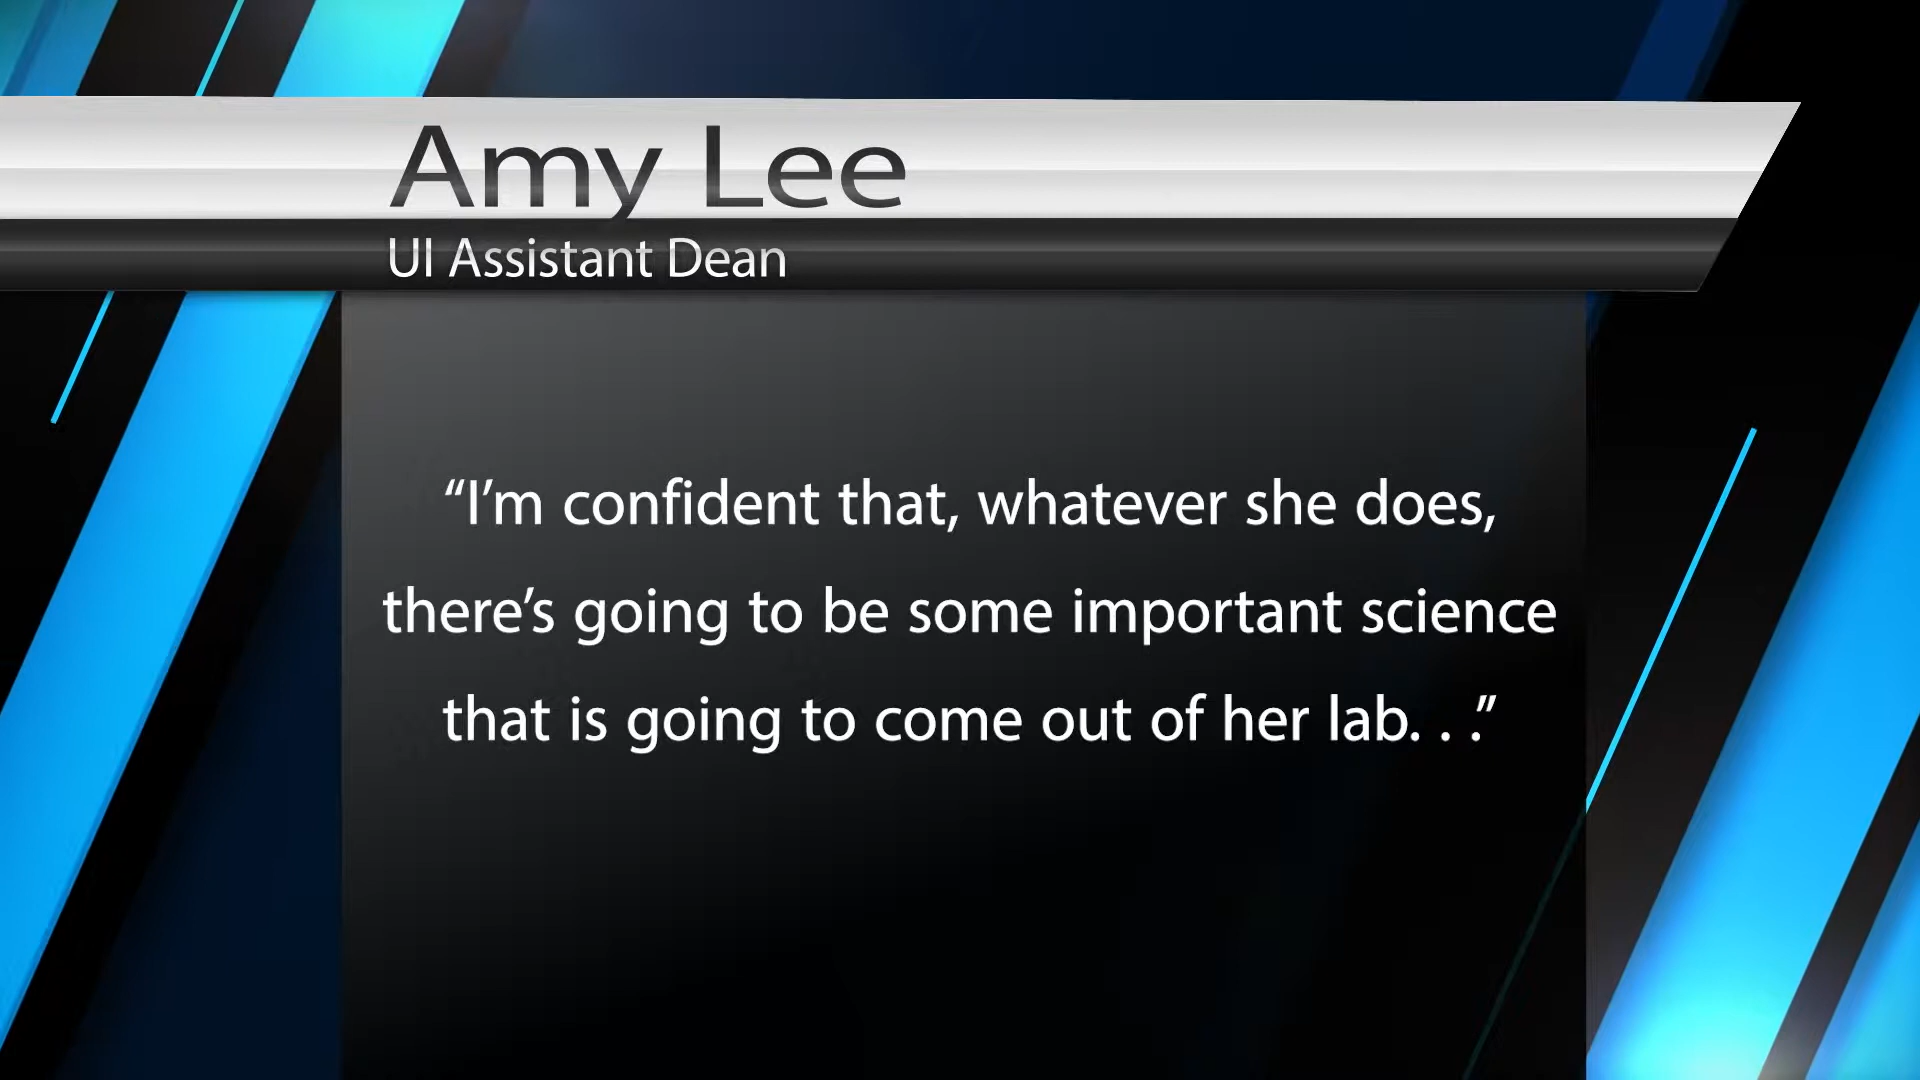 Amy Lee
UI Assistant Dean
“I’m confident that, whatever she does,
there’s going to be some important science
that is going to come out of her lab. . .”